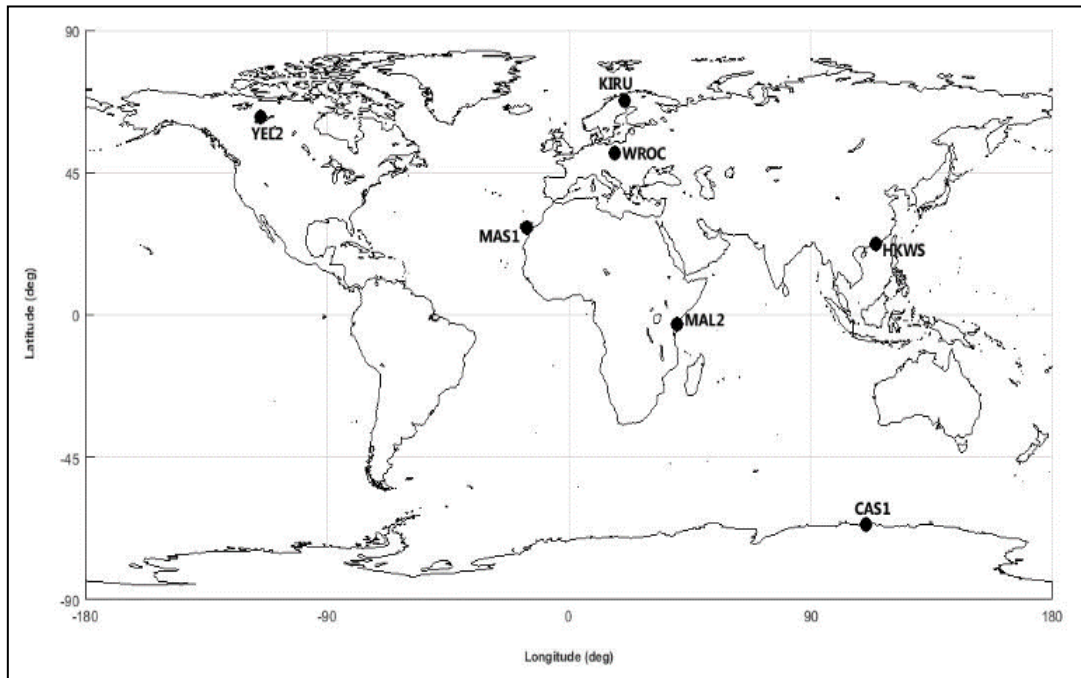 90
KIRU
YEL2
WROC
45
MAS1
HKWS
Latitude (deg)
0
MAL2
-45
CAS1
-90
-180
-90
0
90
180
Longitude (deg)